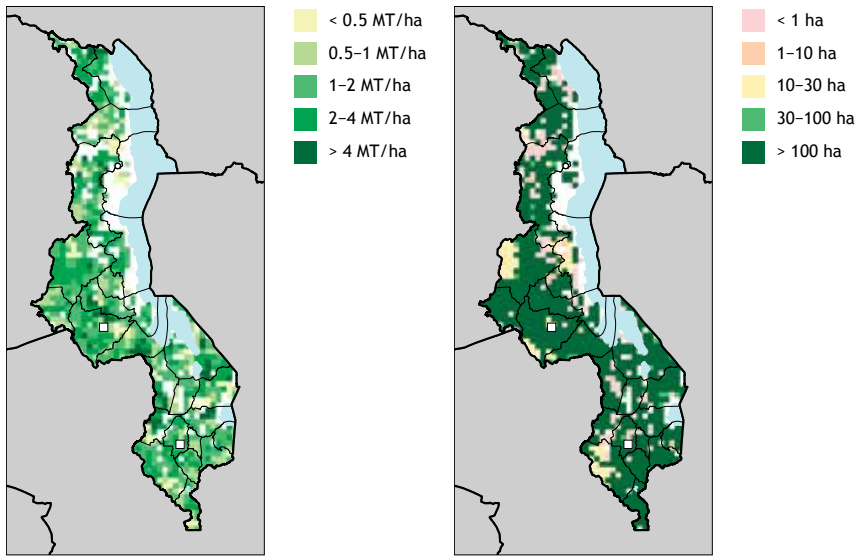 < 0.5 MT/ha
0.5–1 MT/ha
1–2 MT/ha
2–4 MT/ha
> 4 MT/ha
< 1 ha
1–10 ha
10–30 ha
30–100 ha
> 100 ha